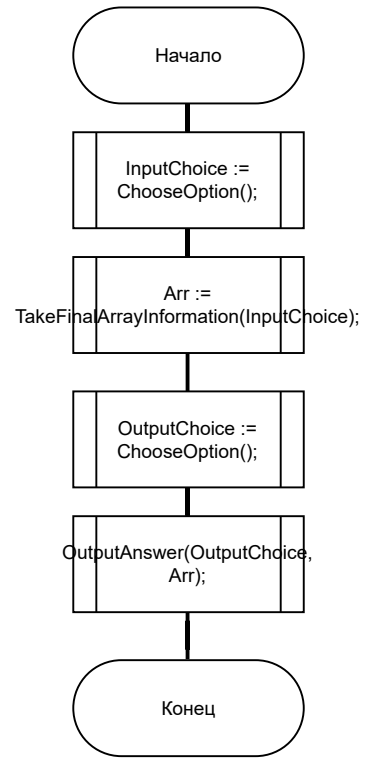 Начало
InputChoice :=
ChooseOption();
Arr :=
TakeFinalArrayInformation(InputChoice);
OutputChoice :=
ChooseOption();
OutputAnswer(OutputChoice,
Arr);
Конец